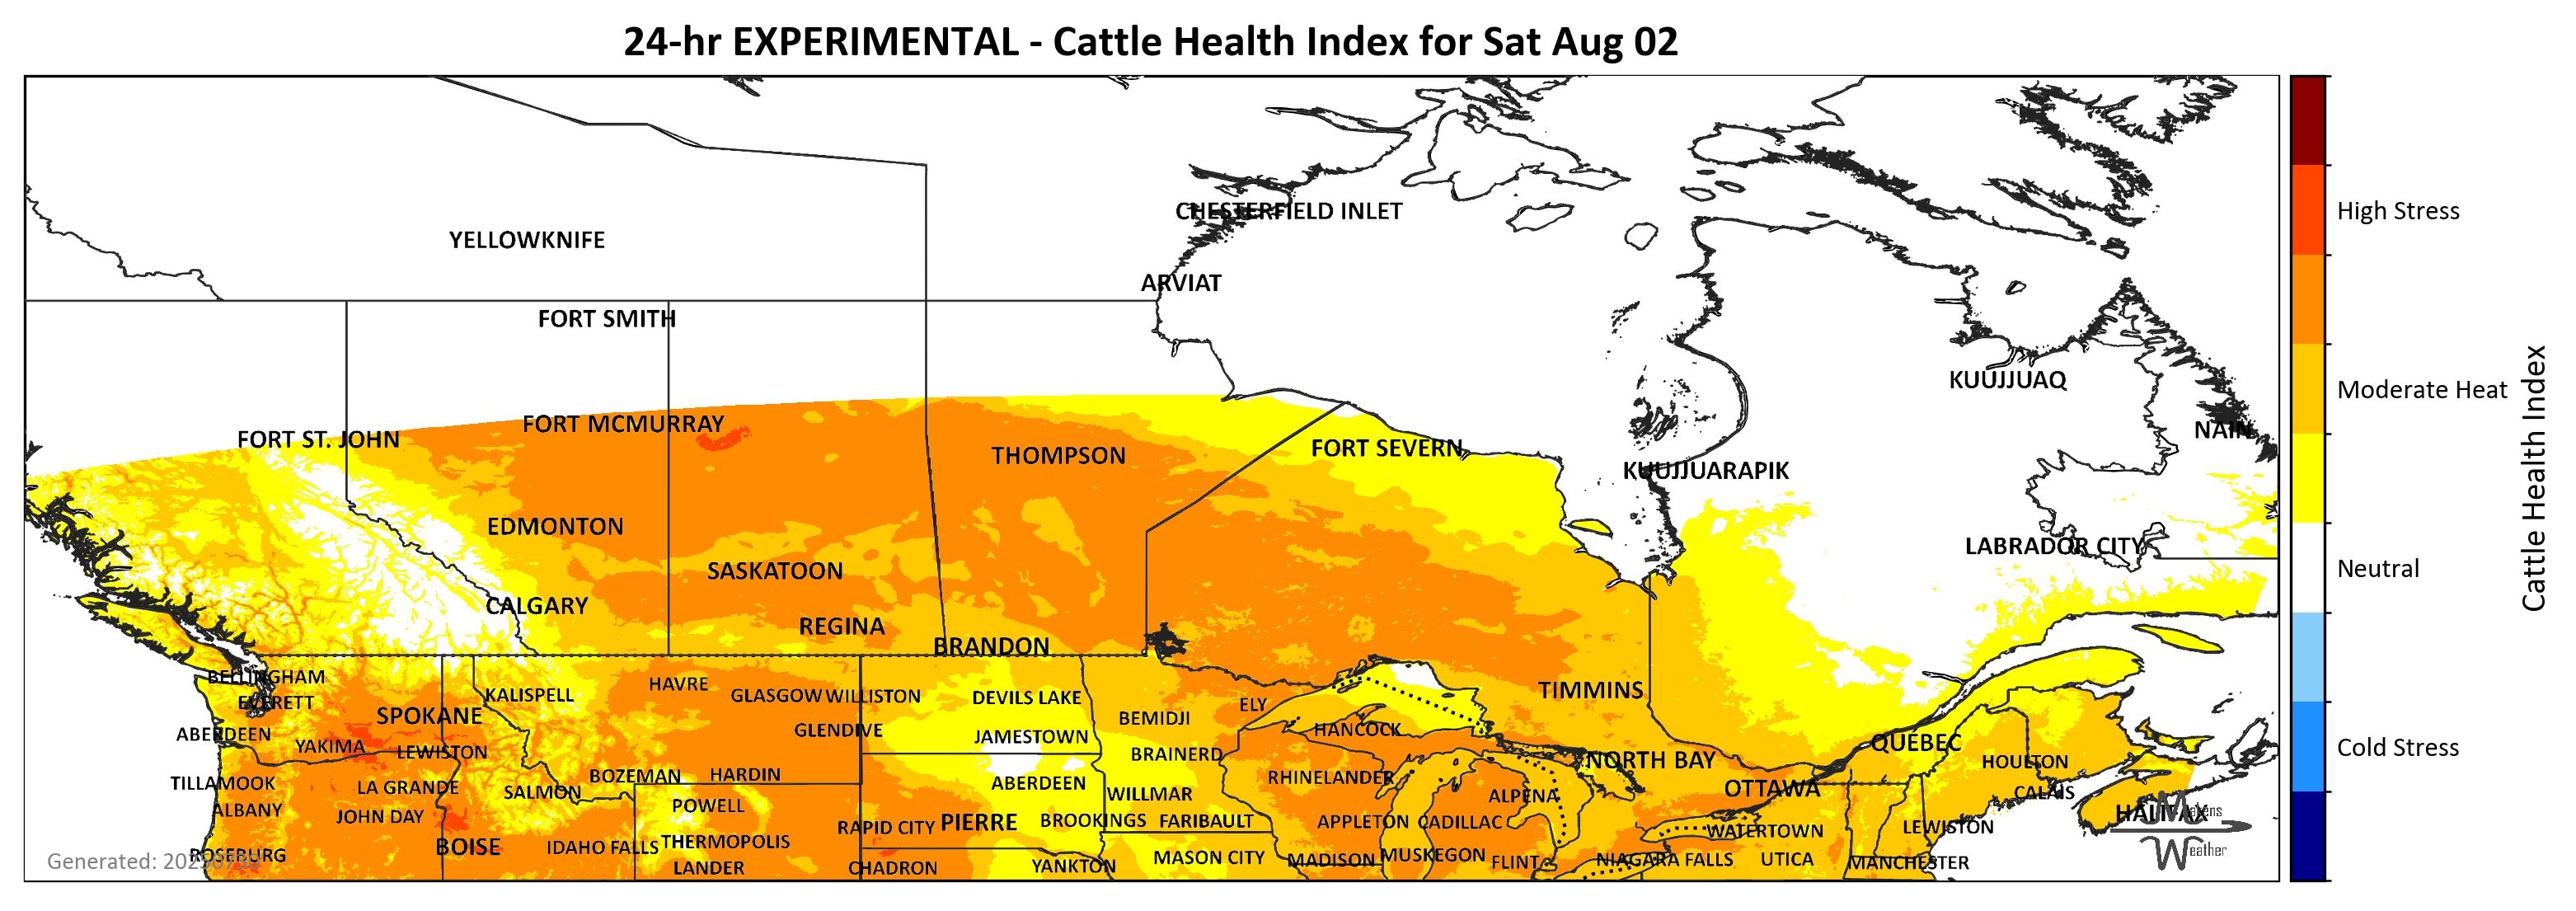 24-hr EXPERIMENTAL - Cattle Health Index for Sat Aug 02
CHESTERFIELD INLET
High Stress
YELLOWKNIFE
ARVIAT
FORT SMITH
KUUJJUAQ
Moderate Heat
FORT MCMURRAY
NAIN
FORT ST. JOHN
FORT SEVERN
THOMPSON
KUUJJUARAPIK
Cattle Health Index
EDMONTON
LABRADOR CITY
SASKATOON
Neutral
CALGARY
REGINA
BRANDON
BELLINGHAM
HAVRE
KALISPELL
GLASGOW
WILLISTON
DEVILS LAKE
TIMMINS
EVERETT
ELY
SPOKANE
BEMIDJI
GLENDIVE
HANCOCK
ABERDEEN
JAMESTOWN
QUEBEC
YAKIMA
LEWISTON
BRAINERD
Cold Stress
NORTH BAY
HOULTON
BOZEMAN
HARDIN
RHINELANDER
TILLAMOOK
LA GRANDE
ABERDEEN
OTTAWA
SALMON
WILLMAR
ALPENA
CALAIS
POWELL
ALBANY
JOHN DAY
HALIFAX
Makens
RAPID CITY
PIERRE
BROOKINGS
FARIBAULT
APPLETON
CADILLAC
WATERTOWN
LEWISTON
BOISE
IDAHO FALLS
THERMOPOLIS
Weather
ROSEBURG
MASON CITY
MADISON
MUSKEGON
FLINT
NIAGARA FALLS
UTICA
MANCHESTER
LANDER
CHADRON
YANKTON